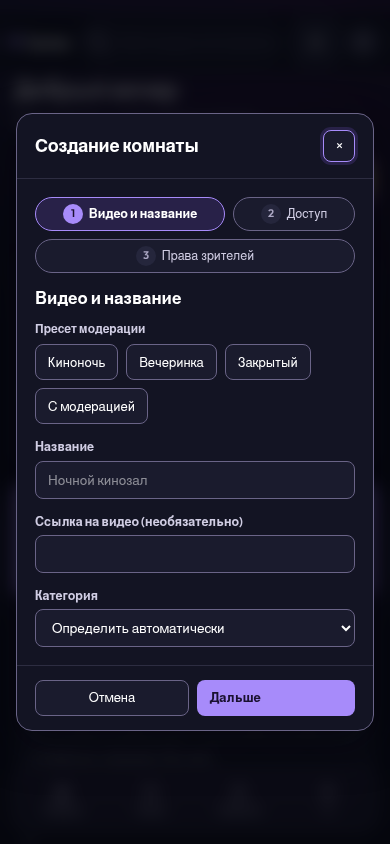 Создание комнаты
×
1 Видео и название
2 Доступ
3 Права зрителей
Видео и название
Пресет модерации
Киноночь Вечеринка Закрытый
С модерацией
Название
Ночной кинозал
Ссылка на видео (необязательно)
Категория
Определить автоматически
Отмена Дальше